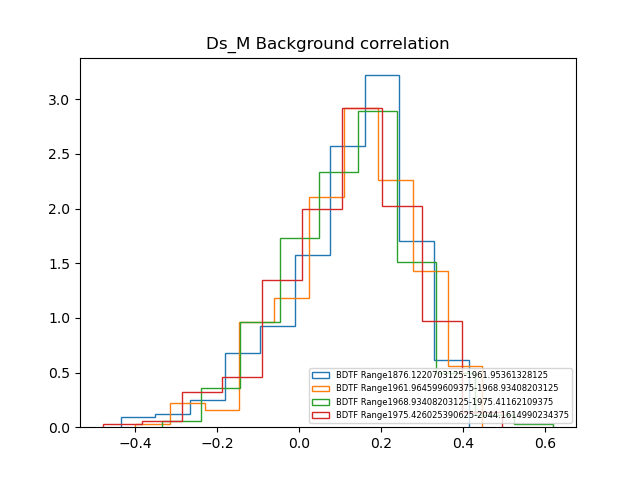 Ds_M Background correlation
3.0
2.5
2.0
1.5
1.0
0.5
0.0
BDTF Range1876.1220703125-1961.95361328125
BDTF Range1961.964599609375-1968.93408203125
BDTF Range1968.93408203125-1975.41162109375
BDTF Range1975.426025390625-2044.1614990234375
−0.4 −0.2 0.0 0.2 0.4 0.6